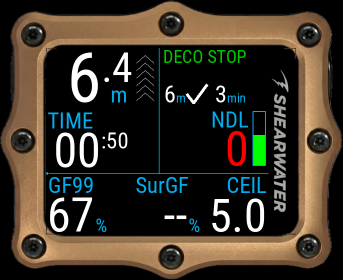 6.4 m
DECO STOP
6m 3min
TIME
00:50
NDL
0
GF99 SurGF CEIL
67% --% 5.0
SHEARWATER